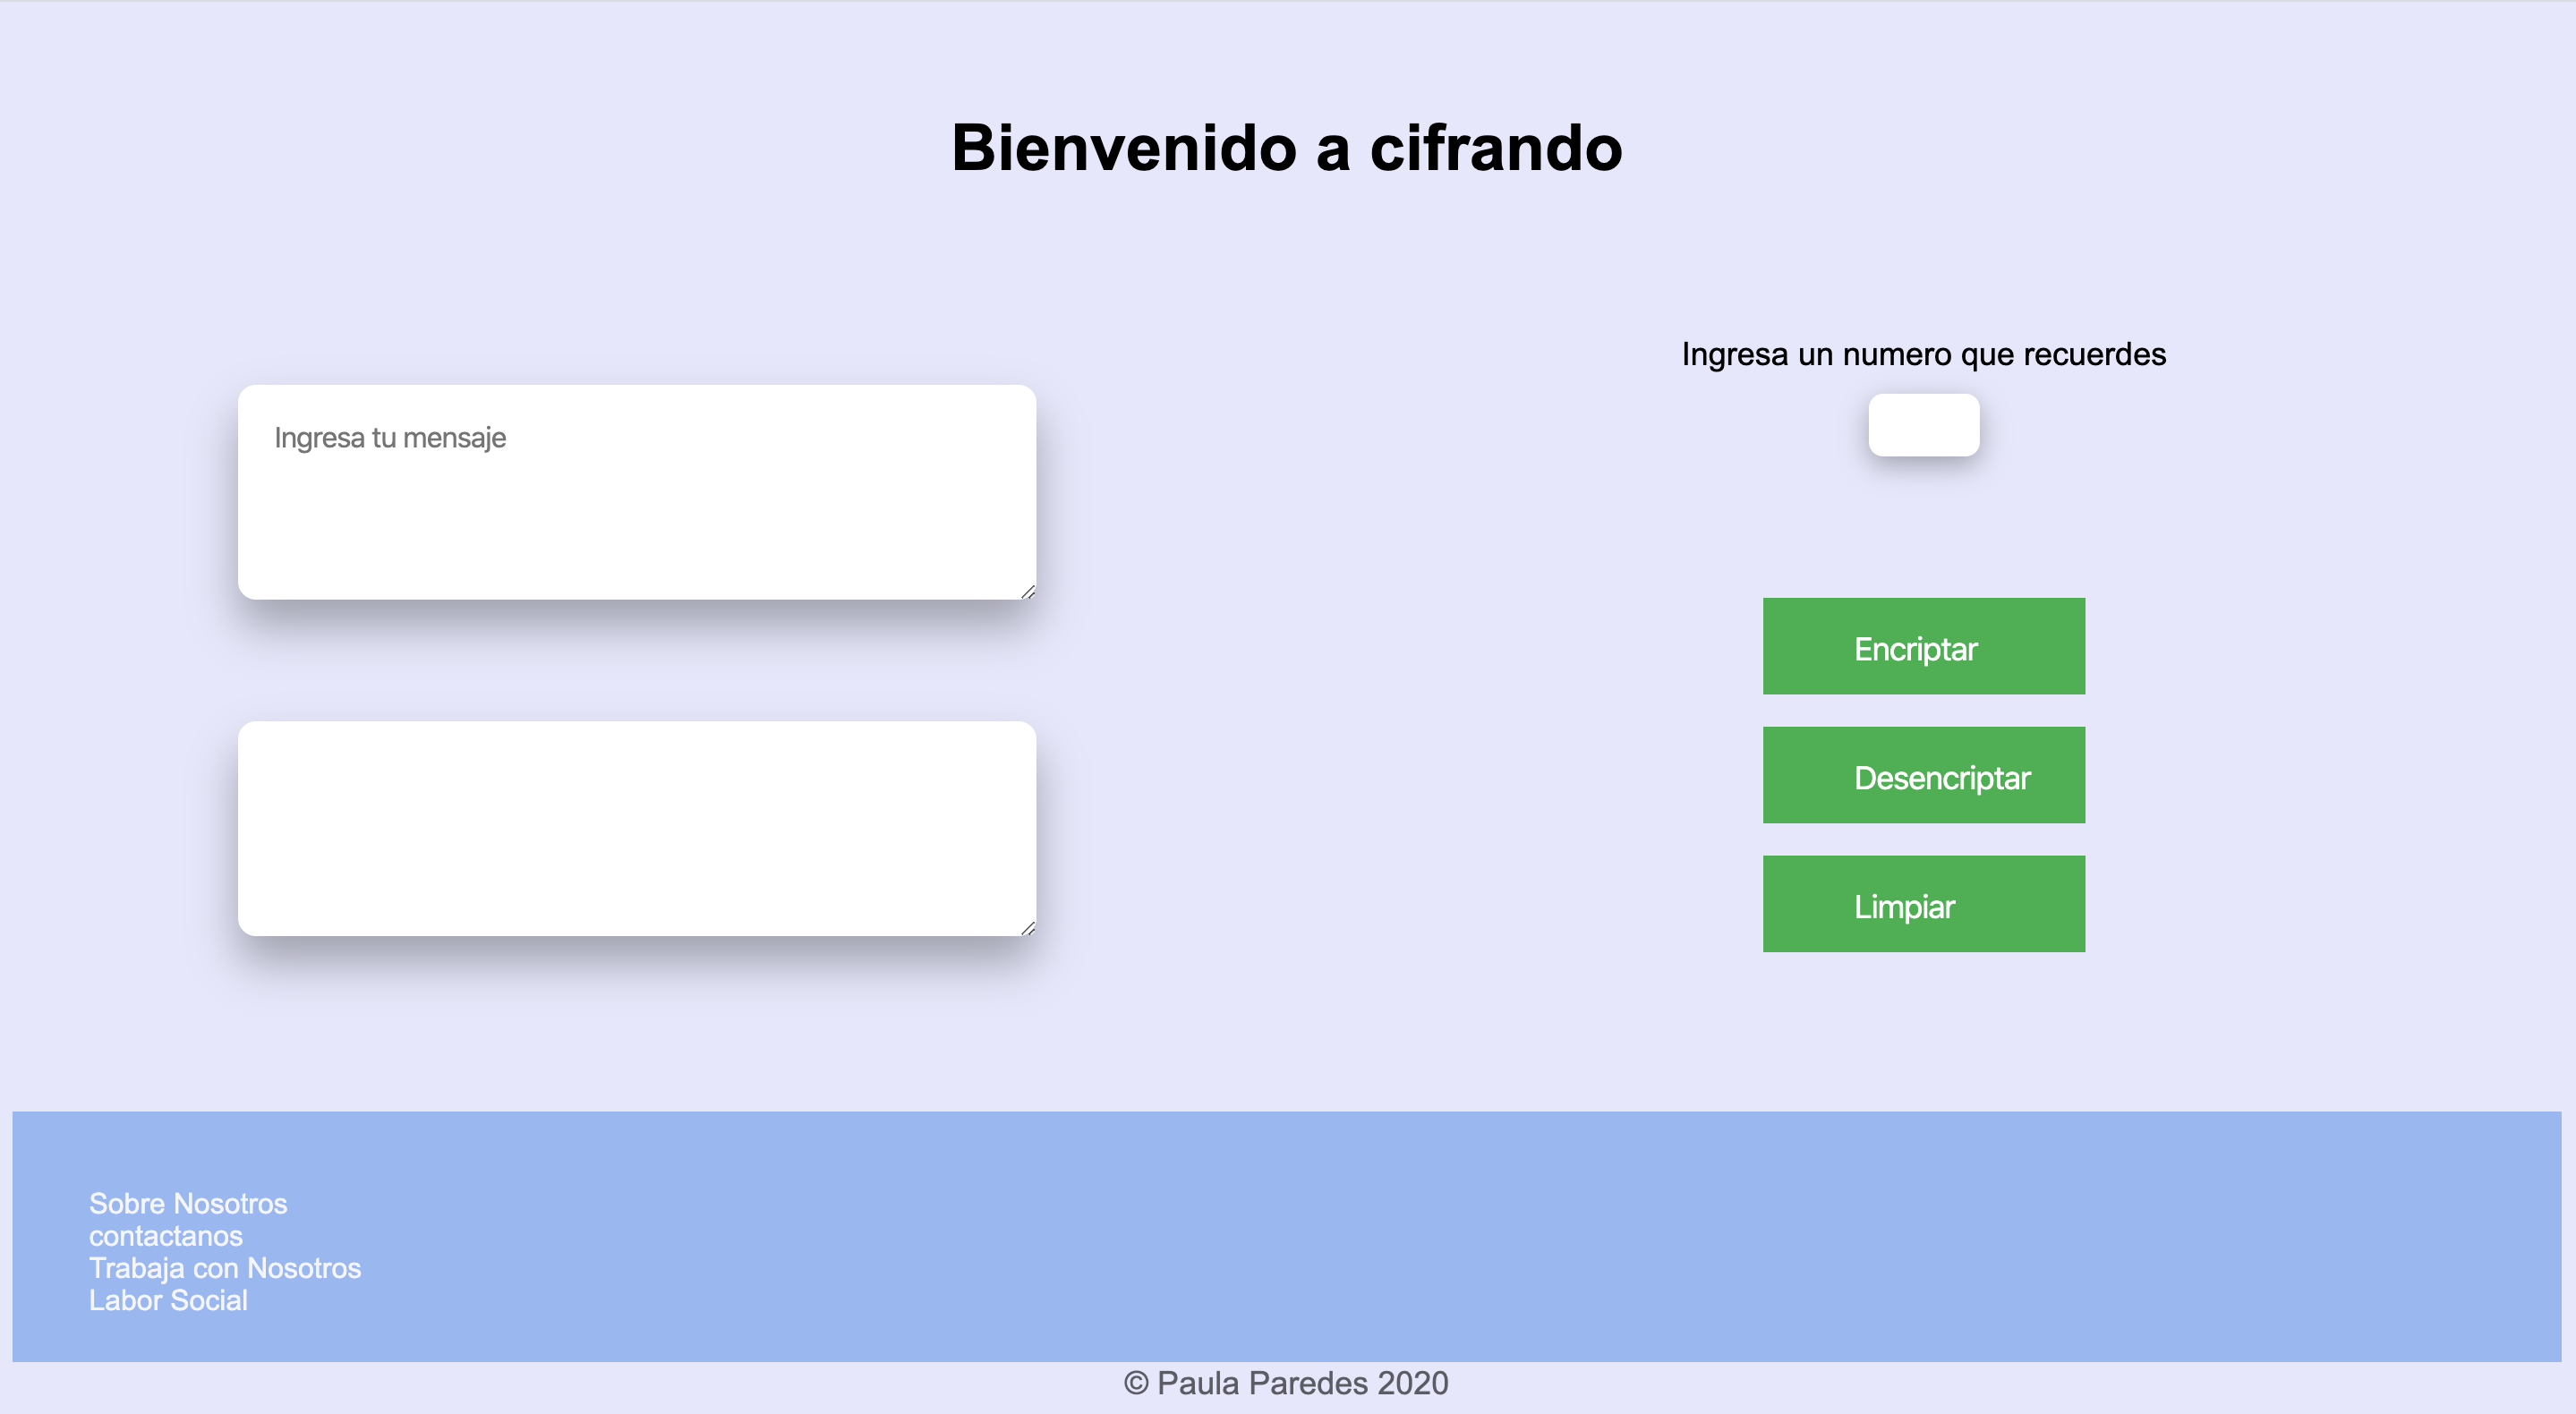 Bienvenido a cifrando
Ingresa un numero que recuerdes
Ingresa tu mensaje
Encriptar
Desencriptar
Limpiar
Sobre Nosotros
contactanos
Trabaja con Nosotros
Labor Social
© Paula Paredes 2020